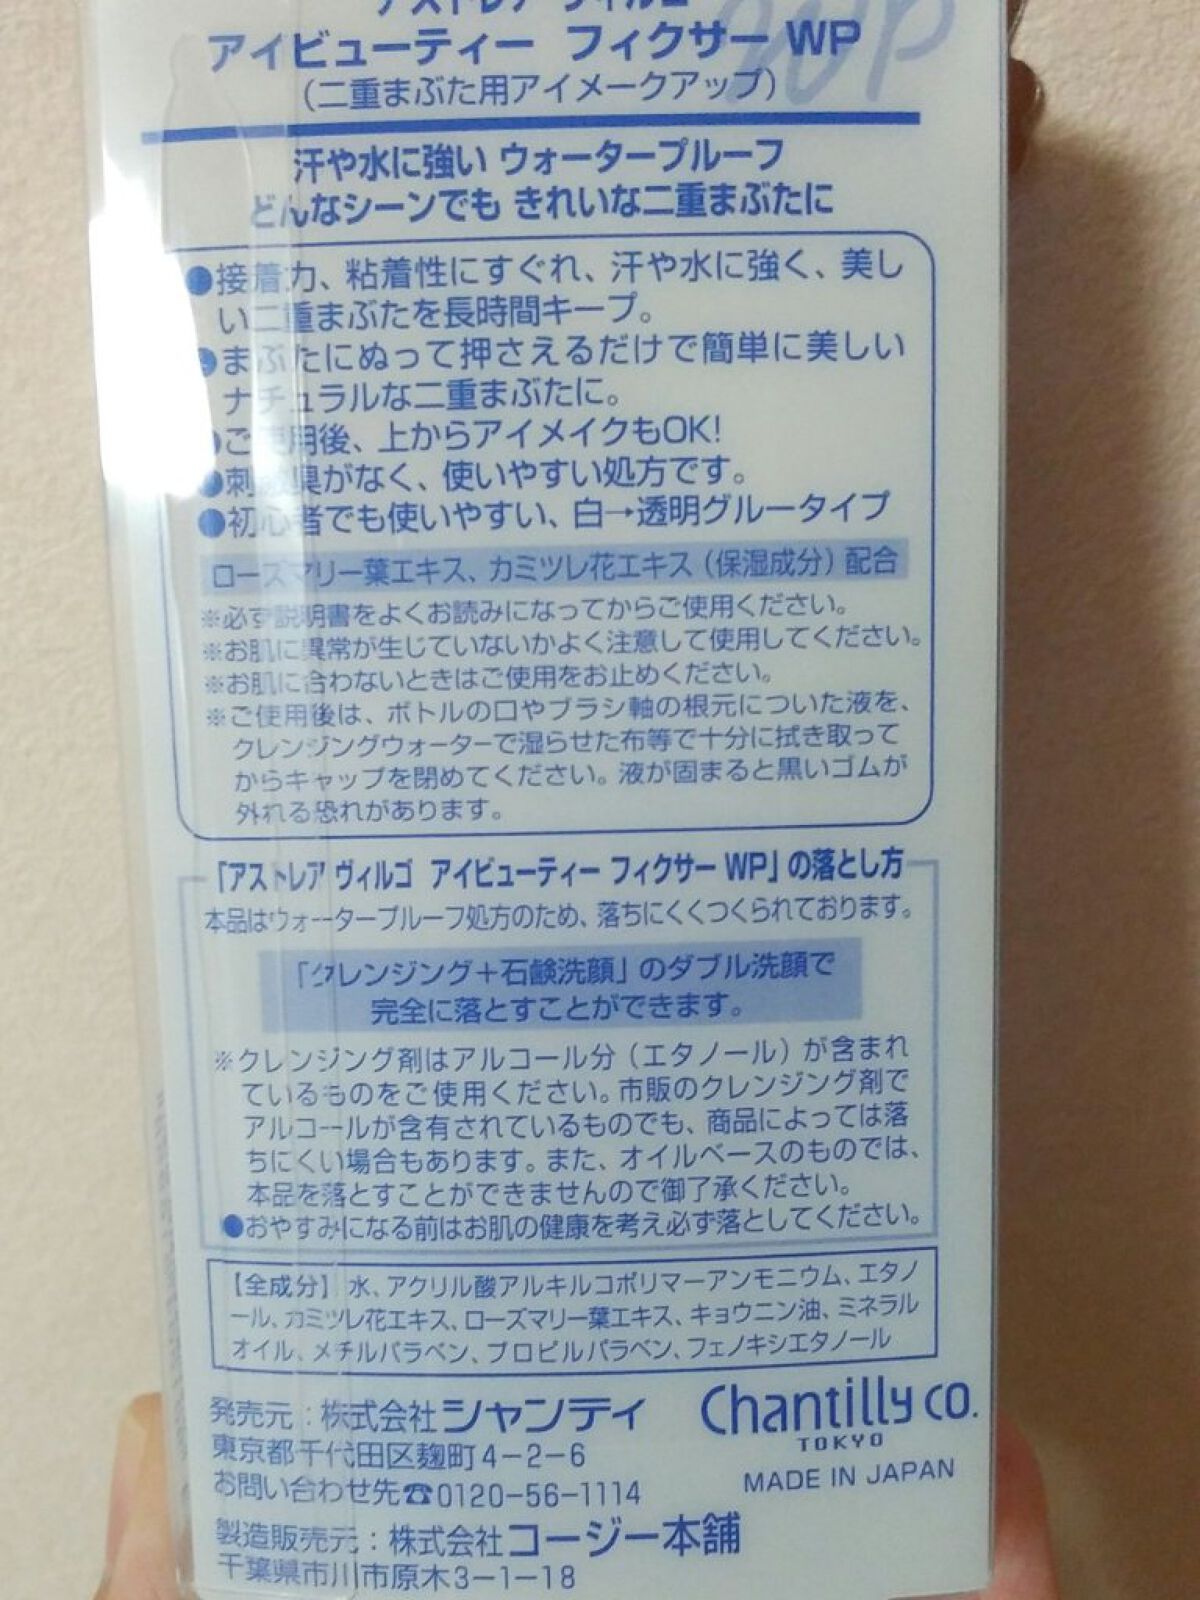 アストレア ヴィルゴ
アイビューティー フィクサー WP
(二重まぶた用アイメークアップ)
WP
汗や水に強い ウォータープルーフ
どんなシーンでも きれいな二重まぶたに
●接着力、粘着性にすぐれ、汗や水に強く、美し
い二重まぶたを長時間キープ。
●まぶたにぬって押さえるだけで簡単に美しい
ナチュラルな二重まぶたに。
●ご使用後、上からアイメイクもOK!
●刺激臭がなく、使いやすい処方です。
●初心者でも使いやすい、白→透明グルータイプ
ローズマリー葉エキス、カミツレ花エキス(保湿成分)配合
※必ず説明書をよくお読みになってからご使用ください。
※お肌に異常が生じていないかよく注意して使用してください。
※お肌に合わないときはご使用をお止めください。
※ご使用後は、ボトルの口やブラシ軸の根元についた液を、
クレンジングウォーターで湿らせた布等で十分に拭き取って
からキャップを閉めてください。液が固まると黒いゴムが
外れる恐れがあります。
「アストレア ヴィルゴ アイビューティー フィクサー WP」の落とし方
本品はウォータープルーフ処方のため、落ちにくくつくられております。
「クレンジング+石鹸洗顔」のダブル洗顔で
完全に落とすことができます。
※クレンジング剤はアルコール分(エタノール)が含まれ
ているものをご使用ください。市販のクレンジング剤で
アルコールが含有されているものでも、商品によっては落
ちにくい場合もあります。また、オイルベースのものでは、
本品を落とすことができませんので御了承ください。
●おやすみになる前はお肌の健康を考え必ず落としてください。
【全成分】水、アクリル酸アルキルコポリマーアンモニウム、エタノ
ール、カミツレ花エキス、ローズマリー葉エキス、キョウニン油、ミネラル
オイル、メチルパラベン、プロピルパラベン、フェノキシエタノール
発売元:株式会社シャンティ
東京都千代田区麹町4-2-6
お問い合わせ先☎0120-56-1114
Chantilly CO.
TOKYO
MADE IN JAPAN
製造販売元:株式会社コージー本舗
千葉県市川市原木3-1-18